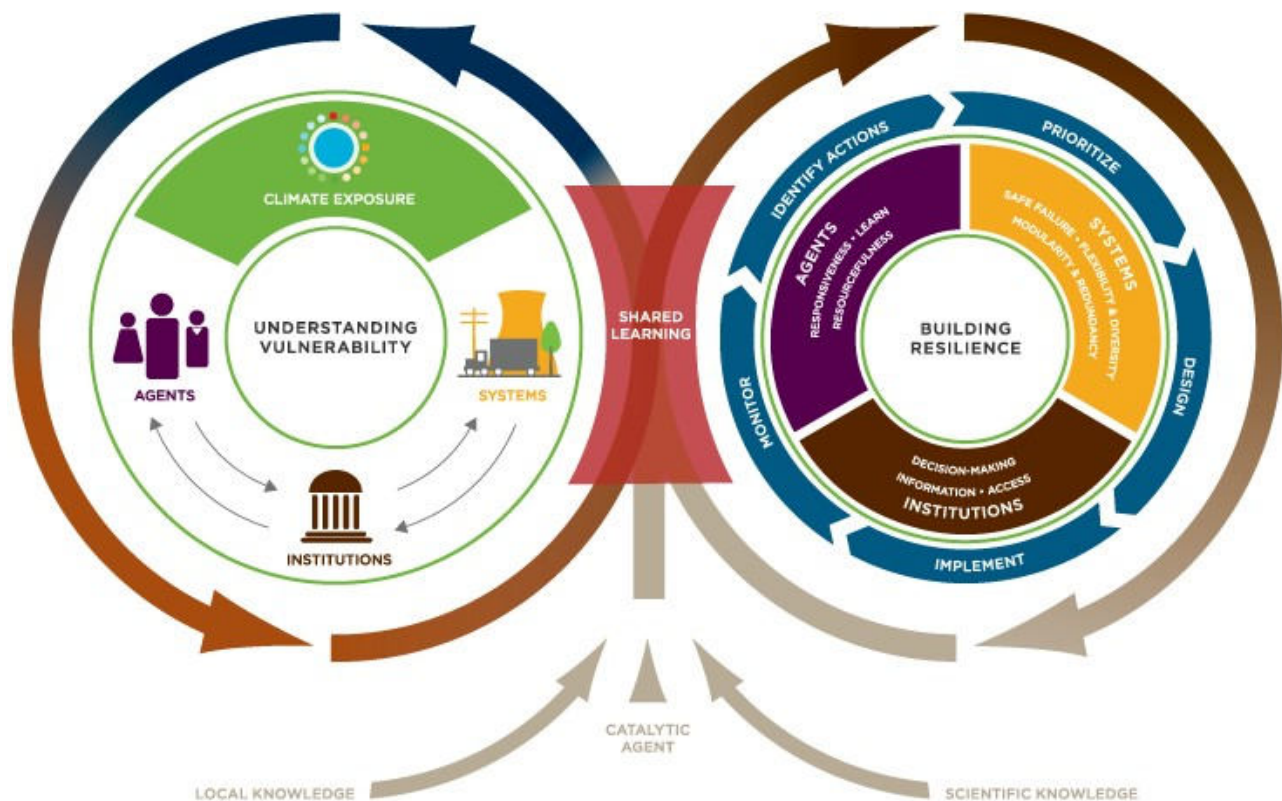 CLIMATE EXPOSURE
UNDERSTANDING
VULNERABILITY
AGENTS
SYSTEMS
INSTITUTIONS
SHARED
LEARNING
IDENTIFY ACTIONS
PRIORITIZE
DESIGN
IMPLEMENT
MONITOR
AGENTS
RESPONSIVENESS • LEARN
RESOURCEFULNESS
SYSTEMS
SAFE FAILURE • FLEXIBILITY & DIVERSITY
MODULARITY & REDUNDANCY
BUILDING
RESILIENCE
DECISION-MAKING
INFORMATION • ACCESS
INSTITUTIONS
CATALYTIC
AGENT
LOCAL KNOWLEDGE
SCIENTIFIC KNOWLEDGE